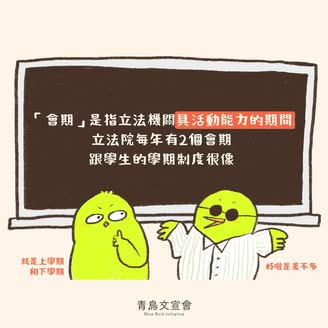 「會期」是指立法機關具活動能力的期間
立法院每年有2個會期
跟學生的學期制度很像
就是上學期
和下學期
好啦是差不多
青鳥文宣會
Blue Bird Initiative